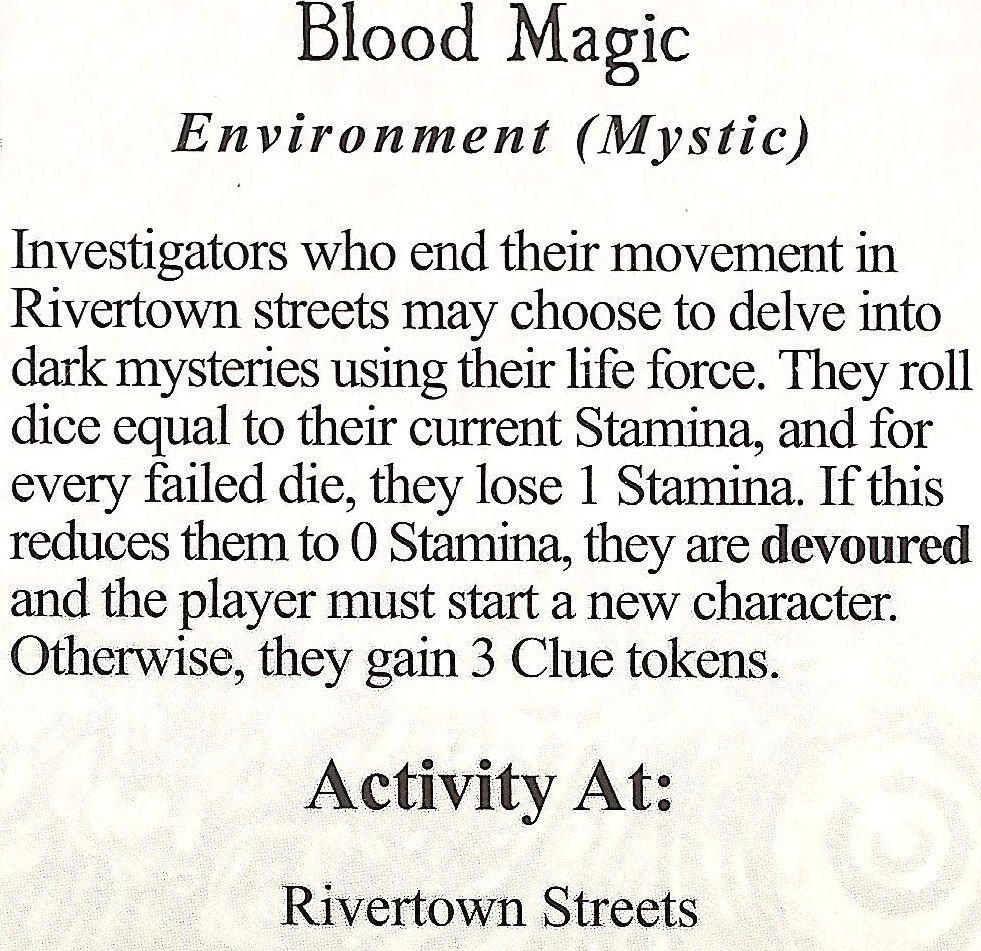 Blood Magic
Environment (Mystic)
Investigators who end their movement in
Rivertown streets may choose to delve into
dark mysteries using their life force. They roll
dice equal to their current Stamina, and for
every failed die, they lose 1 Stamina. If this
reduces them to 0 Stamina, they are devoured
and the player must start a new character.
Otherwise, they gain 3 Clue tokens.
Activity At:
Rivertown Streets